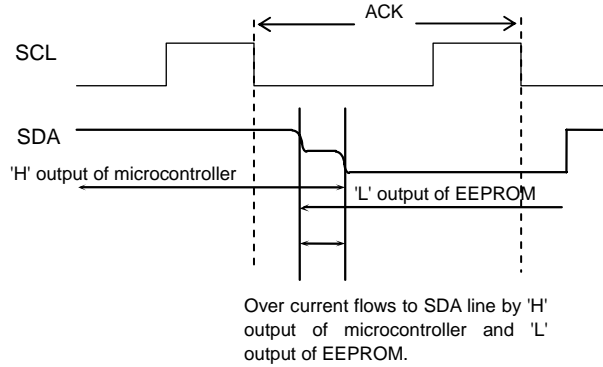 ACK
SCL
SDA
'H' output of microcontroller
'L' output of EEPROM
Over current flows to SDA line by 'H'
output of microcontroller and 'L'
output of EEPROM.